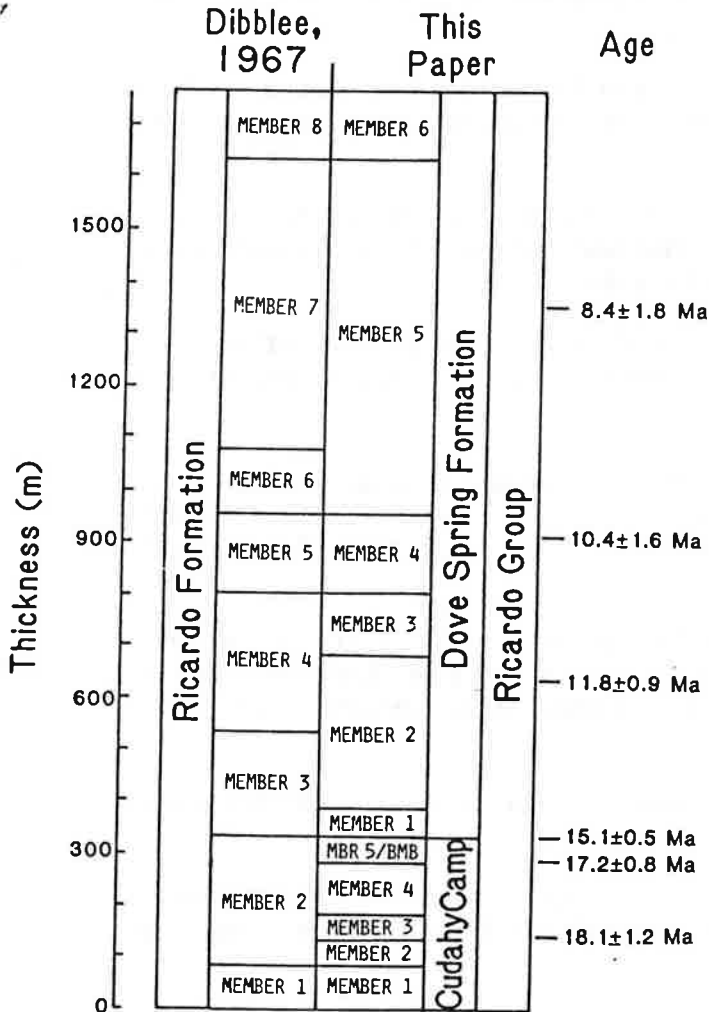 Dibblee, 1967
This Paper
Age
Thickness (m)
1500
1200
900
600
300
0
Ricardo Formation
MEMBER 8
MEMBER 7
MEMBER 6
MEMBER 5
MEMBER 4
MEMBER 3
MEMBER 2
MEMBER 1
MEMBER 6
MEMBER 5
MEMBER 4
MEMBER 3
MEMBER 2
MEMBER 1
MBR 5/BMB
MEMBER 4
MEMBER 3
MEMBER 2
MEMBER 1
Dove Spring Formation
Cudahy Camp
Ricardo Group
8.4±1.8 Ma
10.4±1.6 Ma
11.8±0.9 Ma
15.1±0.5 Ma
17.2±0.8 Ma
18.1±1.2 Ma